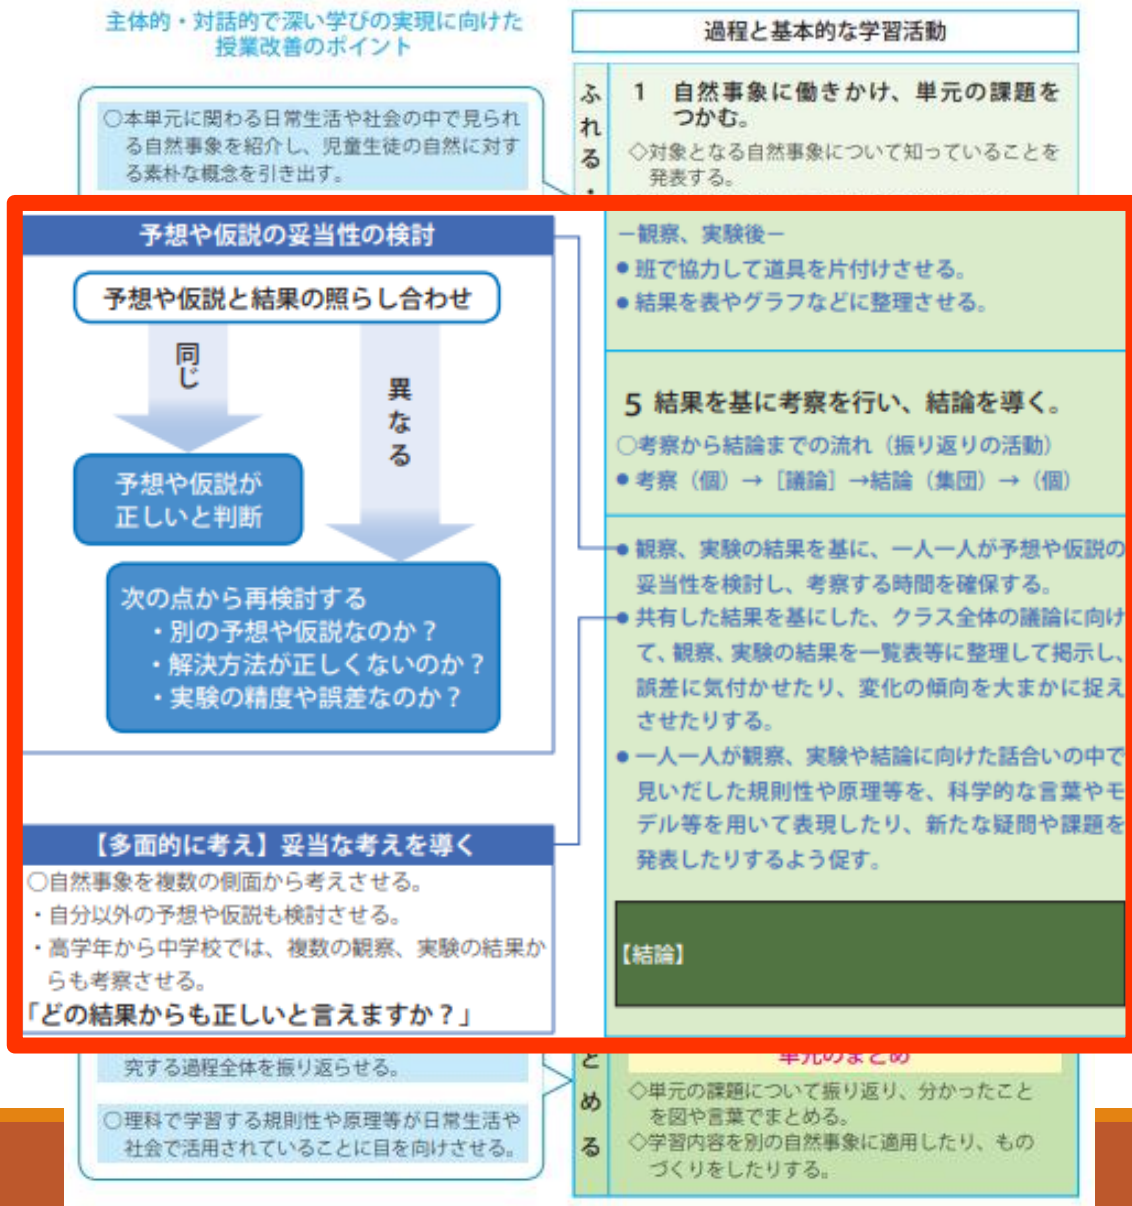 主体的・対話的で深い学びの実現に向けた
授業改善のポイント
○本単元に関わる日常生活や社会の中で見られ
る自然事象を紹介し、児童生徒の自然に対す
る素朴な概念を引き出す。
過程と基本的な学習活動
ふれる・
1 自然事象に働きかけ、単元の課題を
つかむ。
◇対象となる自然事象について知っていることを
発表する。
予想や仮説の妥当性の検討
予想や仮説と結果の照らし合わせ
同じ
異なる
予想や仮説が
正しいと判断
次の点から再検討する
・別の予想や仮説なのか？
・解決方法が正しくないのか？
・実験の精度や誤差なのか？
【多面的に考え】妥当な考えを導く
○自然事象を複数の側面から考えさせる。
・自分以外の予想や仮説も検討させる。
・高学年から中学校では、複数の観察、実験の結果か
らも考察させる。
「どの結果からも正しいと言えますか？」
－観察、実験後－
●班で協力して道具を片付けさせる。
●結果を表やグラフなどに整理させる。
5 結果を基に考察を行い、結論を導く。
○考察から結論までの流れ（振り返りの活動）
●考察（個）→［議論］→結論（集団）→（個）
●観察、実験の結果を基に、一人一人が予想や仮説の
妥当性を検討し、考察する時間を確保する。
●共有した結果を基にした、クラス全体の議論に向け
て、観察、実験の結果を一覧表等に整理して掲示し、
誤差に気付かせたり、変化の傾向を大まかに捉え
させたりする。
●一人一人が観察、実験や結論に向けた話合いの中で
見いだした規則性や原理等を、科学的な言葉やモ
デル等を用いて表現したり、新たな疑問や課題を
発表したりするよう促す。
【結論】
究する過程全体を振り返らせる。
○理科で学習する規則性や原理等が日常生活や
社会で活用されていることに目を向けさせる。
とめる
単元のまとめ
◇単元の課題について振り返り、分かったこと
を図や言葉でまとめる。
◇学習内容を別の自然事象に適用したり、もの
づくりをしたりする。